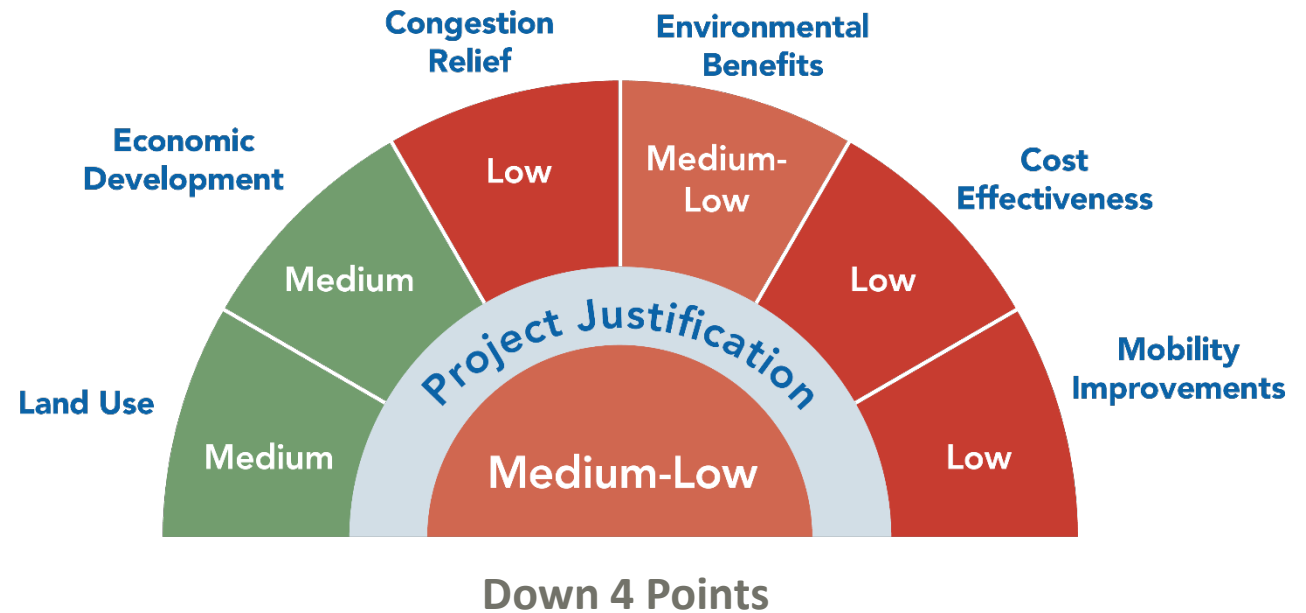 Congestion
Relief
Environmental
Benefits
Economic
Development
Cost
Effectiveness
Land Use
Mobility
Improvements
Medium
Medium
Low
Medium-
Low
Low
Low
Project Justification
Medium-Low
Down 4 Points